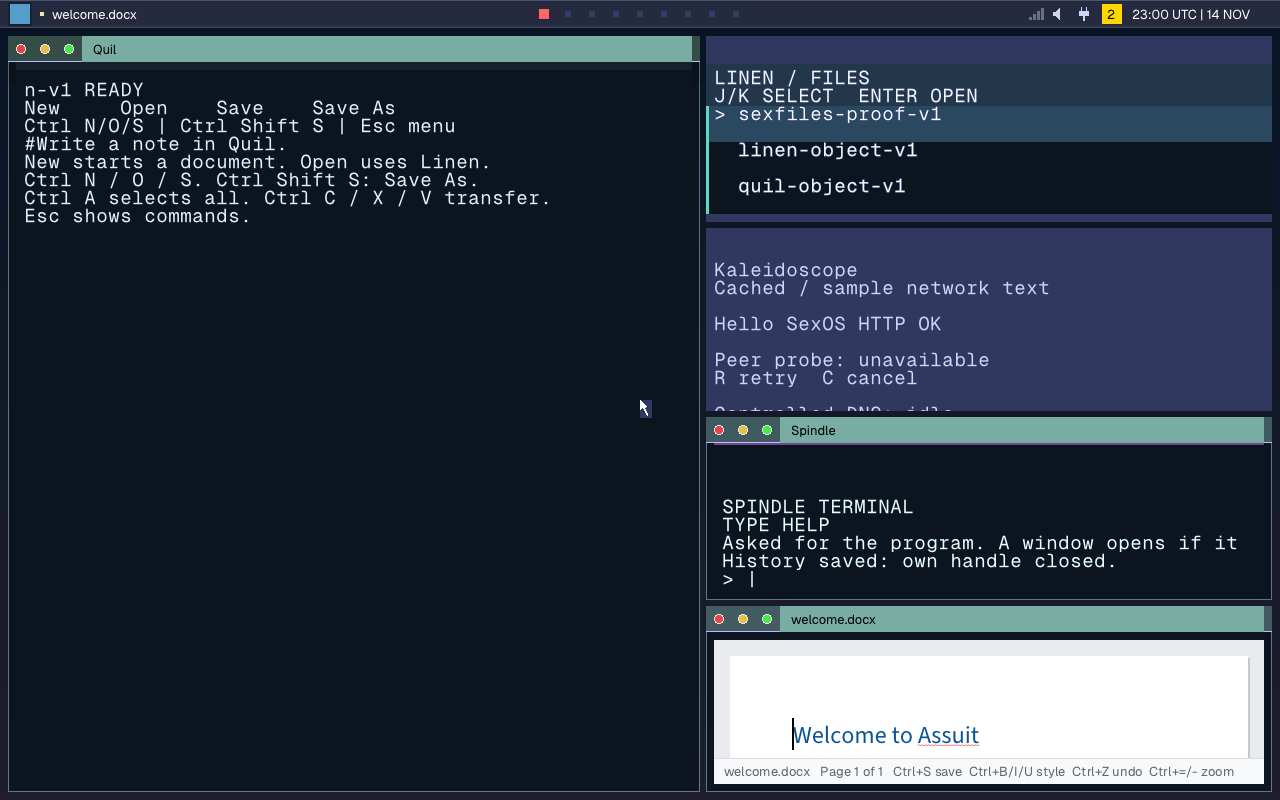 welcome.docx
2
23:00 UTC | 14 NOV
Quil
n-v1 READY
New Open Save Save As
Ctrl N/O/S | Ctrl Shift S | Esc menu
#Write a note in Quil.
New starts a document. Open uses Linen.
Ctrl N / O / S. Ctrl Shift S: Save As.
Ctrl A selects all. Ctrl C / X / V transfer.
Esc shows commands.
LINEN / FILES
J/K SELECT ENTER OPEN
> sexfiles-proof-v1
linen-object-v1
quil-object-v1
Kaleidoscope
Cached / sample network text
Hello SexOS HTTP OK
Peer probe: unavailable
R retry C cancel
Controlled DNS: idle
Spindle
SPINDLE TERMINAL
TYPE HELP
Asked for the program. A window opens if it
History saved: own handle closed.
> |
welcome.docx
Welcome to Assuit
welcome.docx Page 1 of 1 Ctrl+S save Ctrl+B/I/U style Ctrl+Z undo Ctrl+=/- zoom